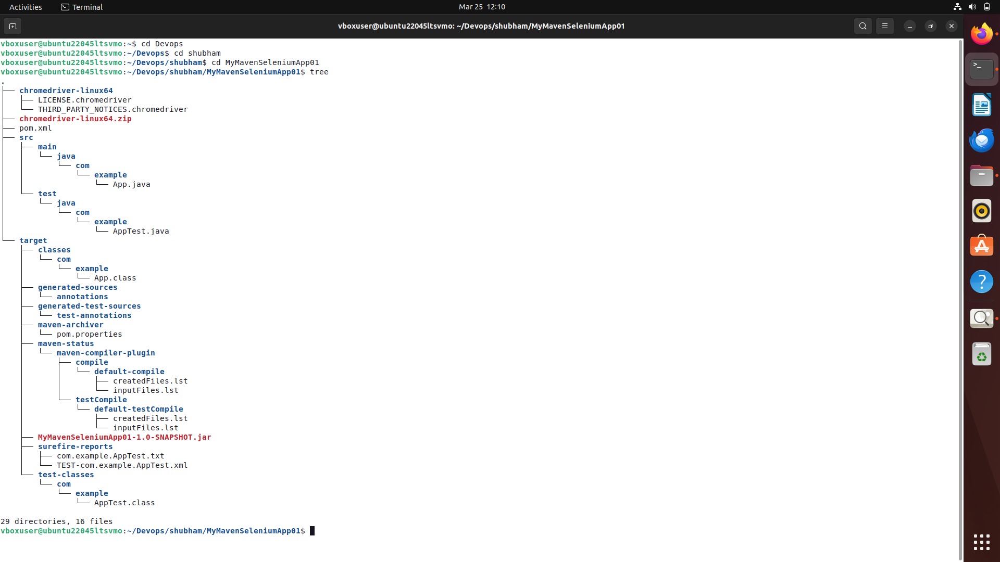 Activities
Terminal
Mar 25 12:10
vboxuser@ubuntu22045ltsvmo: ~/Devops/shubham/MyMavenSeleniumApp01
vboxuser@ubuntu22045ltsvmo:~$ cd Devops
vboxuser@ubuntu22045ltsvmo:~/Devops$ cd shubham
vboxuser@ubuntu22045ltsvmo:~/Devops/shubham$ cd MyMavenSeleniumApp01
vboxuser@ubuntu22045ltsvmo:~/Devops/shubham/MyMavenSeleniumApp01$ tree
.
├── chromedriver-linux64
│   ├── LICENSE.chromedriver
│   └── THIRD_PARTY_NOTICES.chromedriver
├── chromedriver-linux64.zip
├── pom.xml
├── src
│   ├── main
│   │   └── java
│   │       └── com
│   │           └── example
│   │               └── App.java
│   └── test
│       └── java
│           └── com
│               └── example
│                   └── AppTest.java
└── target
    ├── classes
    │   └── com
    │       └── example
    │           └── App.class
    ├── generated-sources
    │   └── annotations
    ├── generated-test-sources
    │   └── test-annotations
    ├── maven-archiver
    │   └── pom.properties
    ├── maven-status
    │   └── maven-compiler-plugin
    │       ├── compile
    │       │   └── default-compile
    │       │       ├── createdFiles.lst
    │       │       └── inputFiles.lst
    │       └── testCompile
    │           └── default-testCompile
    │               ├── createdFiles.lst
    │               └── inputFiles.lst
    ├── MyMavenSeleniumApp01-1.0-SNAPSHOT.jar
    ├── surefire-reports
    │   ├── com.example.AppTest.txt
    │   └── TEST-com.example.AppTest.xml
    └── test-classes
        └── com
            └── example
                └── AppTest.class
29 directories, 16 files
vboxuser@ubuntu22045ltsvmo:~/Devops/shubham/MyMavenSeleniumApp01$